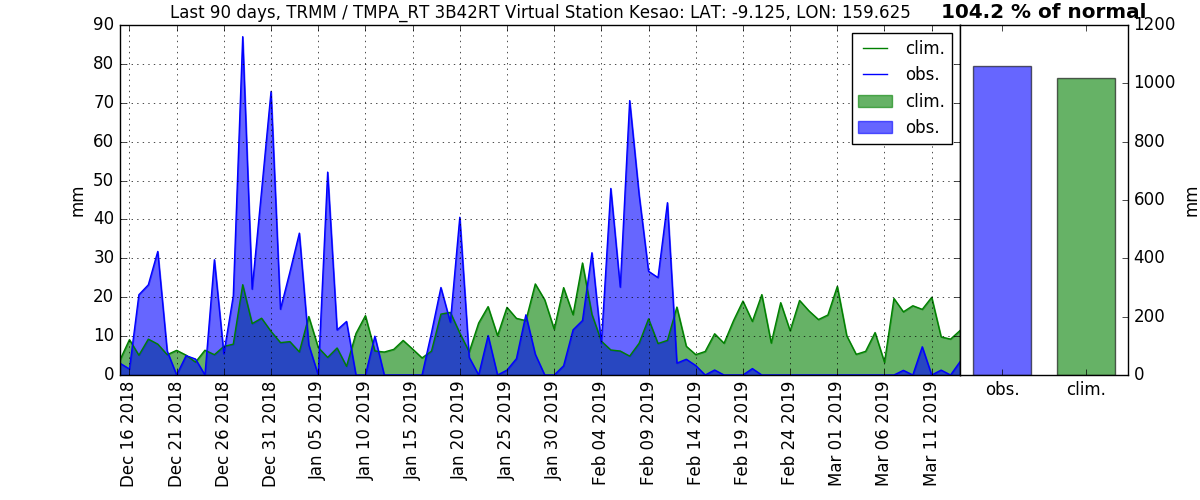 Last 90 days, TRMM / TMPA_RT 3B42RT Virtual Station Kesao: LAT: -9.125, LON: 159.625
104.2 % of normal
90
80
70
60
50
40
30
20
10
0
mm
clim.
obs.
clim.
obs.
Dec 16 2018
Dec 21 2018
Dec 26 2018
Dec 31 2018
Jan 05 2019
Jan 10 2019
Jan 15 2019
Jan 20 2019
Jan 25 2019
Jan 30 2019
Feb 04 2019
Feb 09 2019
Feb 14 2019
Feb 19 2019
Feb 24 2019
Mar 01 2019
Mar 06 2019
Mar 11 2019
1200
1000
800
600
400
200
0
mm
obs.
clim.